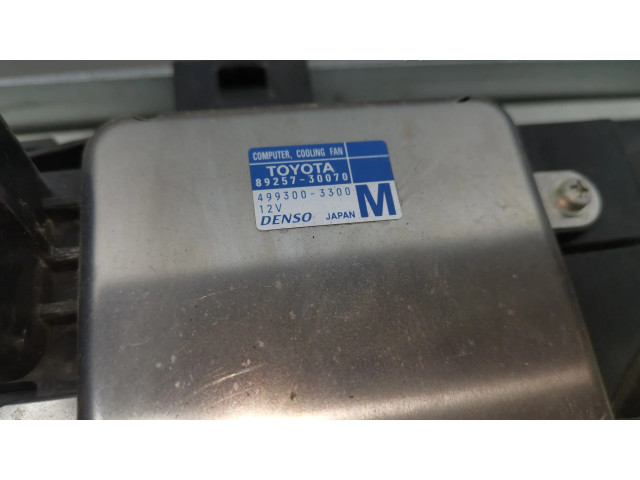 COMPUTER, COOLING FAN
TOYOTA
89257-30070
499300-3300
12V
DENSO JAPAN M